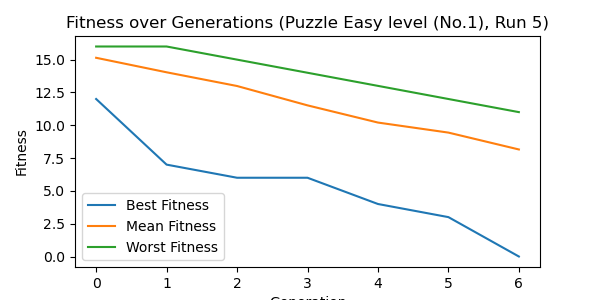 Fitness over Generations (Puzzle Easy level (No.1), Run 5)
Fitness
15.0
12.5
10.0
7.5
5.0
2.5
0.0
Best Fitness
Mean Fitness
Worst Fitness
0 1 2 3 4 5 6
Generation